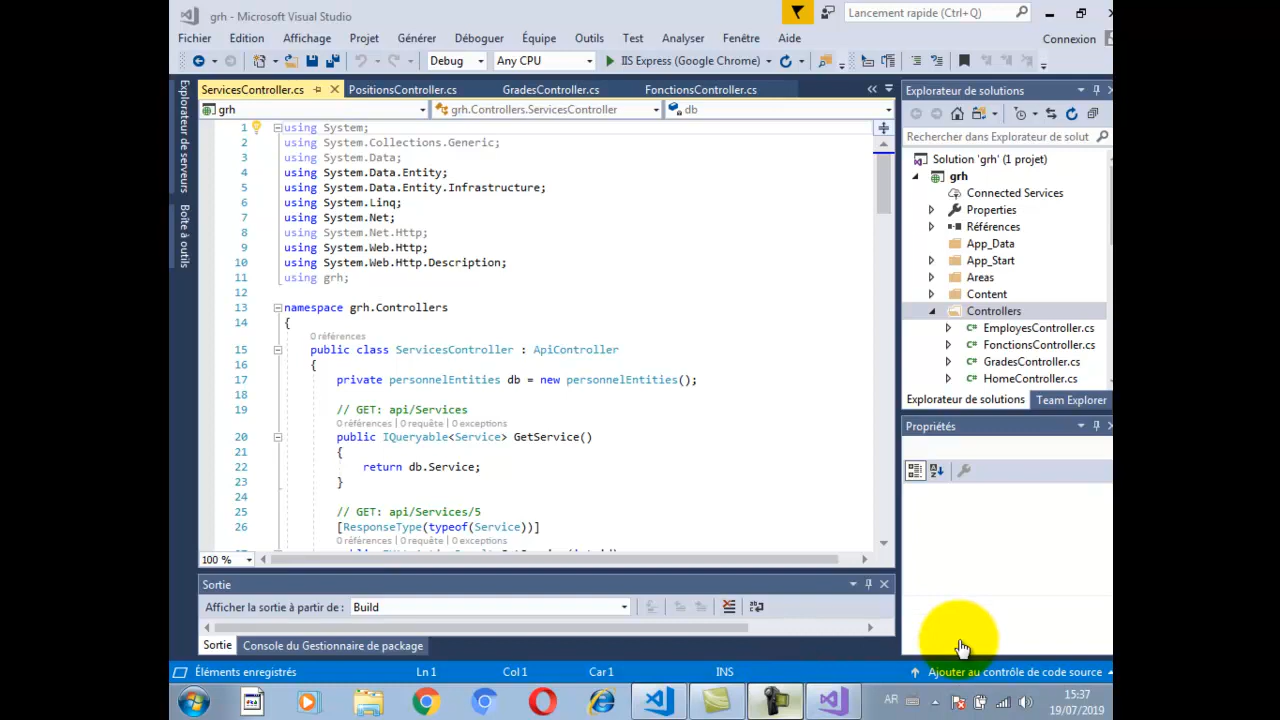 grh - Microsoft Visual Studio
Lancement rapide (Ctrl+Q)
Fichier Edition Affichage Projet Générer Déboguer Équipe Outils Test Analyser Fenêtre Aide Connexion
Debug Any CPU IIS Express (Google Chrome)
Explorateur de serveurs
Boîte à outils
ServicesController.cs PositionsController.cs GradesController.cs FonctionsController.cs
grh grh.Controllers.ServicesController db
1 using System;
2 using System.Collections.Generic;
3 using System.Data;
4 using System.Data.Entity;
5 using System.Data.Entity.Infrastructure;
6 using System.Linq;
7 using System.Net;
8 using System.Net.Http;
9 using System.Web.Http;
10 using System.Web.Http.Description;
11 using grh;
12
13 namespace grh.Controllers
14 {
0 références
15 public class ServicesController : ApiController
16 {
17 private personnelEntities db = new personnelEntities();
18
19 // GET: api/Services
0 références | 0 requête | 0 exceptions
20 public IQueryable<Service> GetService()
21 {
22 return db.Service;
23 }
24
25 // GET: api/Services/5
26 [ResponseType(typeof(Service))]
0 références | 0 requête | 0 exceptions
100 %
Explorateur de solutions
Rechercher dans Explorateur de solut
Solution 'grh' (1 projet)
grh
Connected Services
Properties
Références
App_Data
App_Start
Areas
Content
Controllers
C# EmployesController.cs
C# FonctionsController.cs
C# GradesController.cs
C# HomeController.cs
Explorateur de solutions Team Explorer
Propriétés
Sortie
Afficher la sortie à partir de : Build
Sortie Console du Gestionnaire de package
Éléments enregistrés Ln 1 Col 1 Car 1 INS Ajouter au contrôle de code source
AR
15:37
19/07/2019